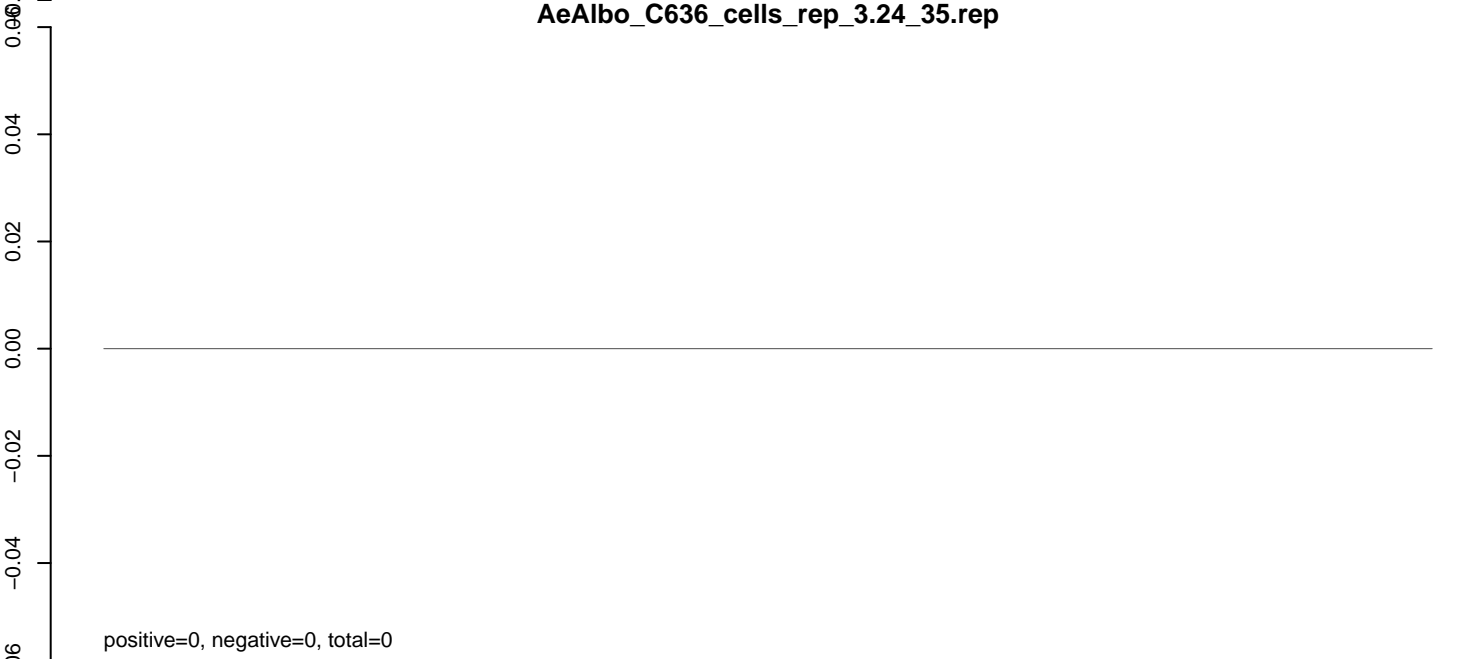 AeAlbo_C636_cells_rep_3.24_35.rep
0.04
0.02
0.00
−0.02
−0.04
positive=0, negative=0, total=0